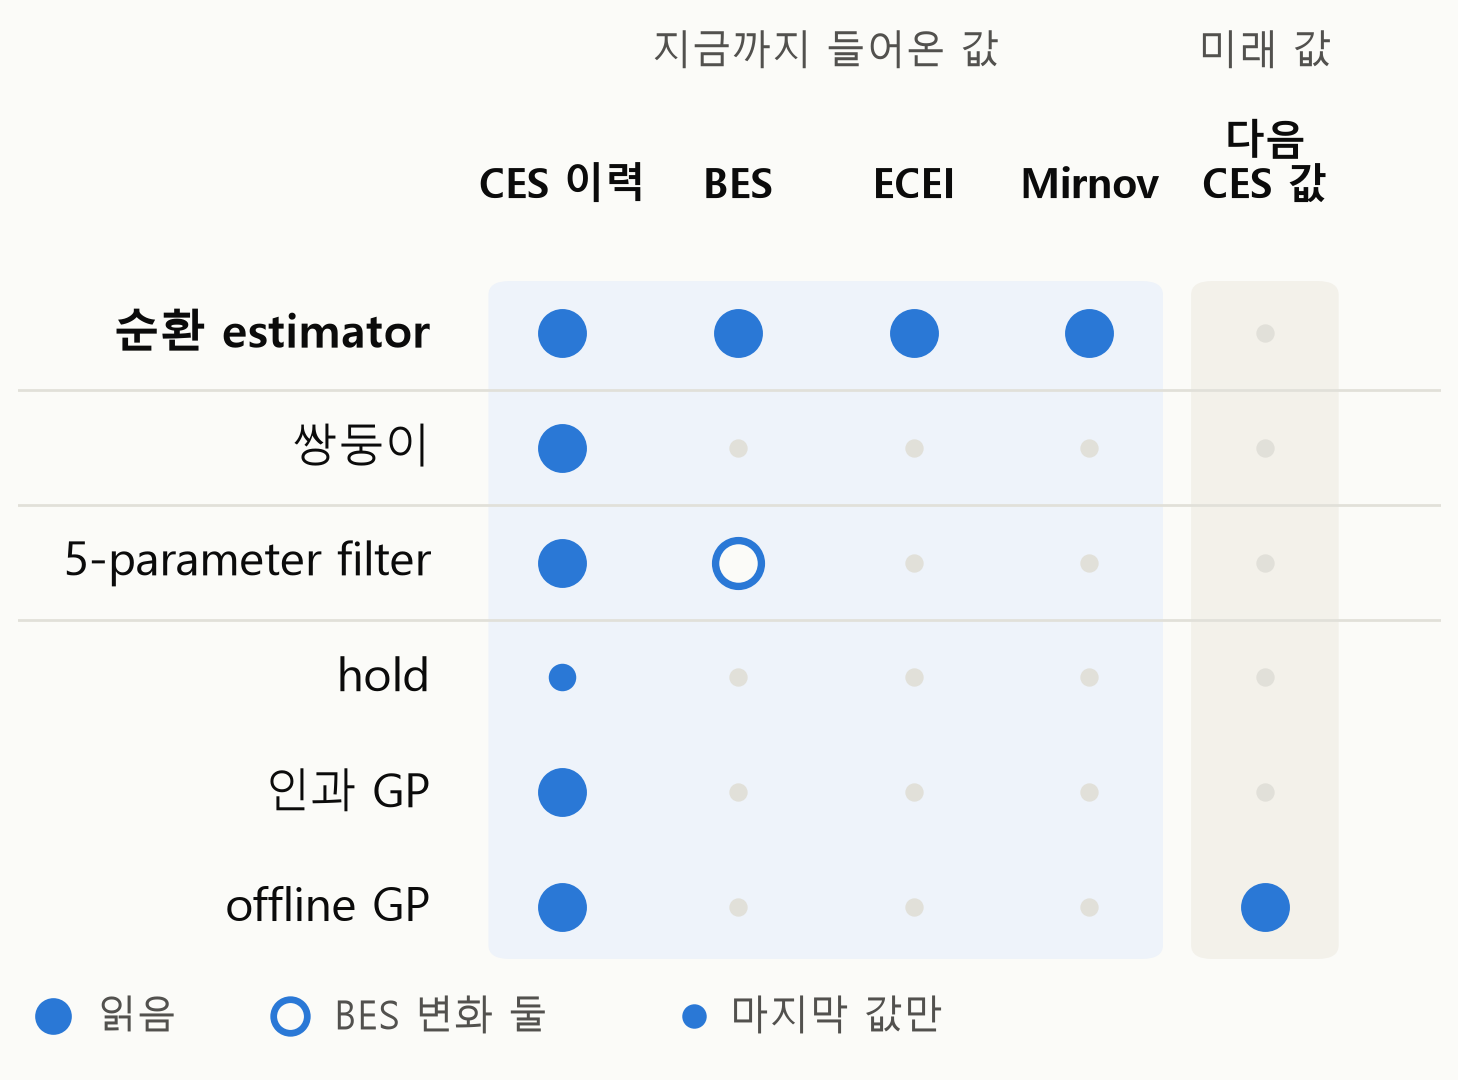 지금까지 들어온 값
미래 값
CES 이력
BES
ECEI
Mirnov
다음
CES 값
순환 estimator
쌍둥이
5-parameter filter
hold
인과 GP
offline GP
읽음
BES 변화 둘
마지막 값만